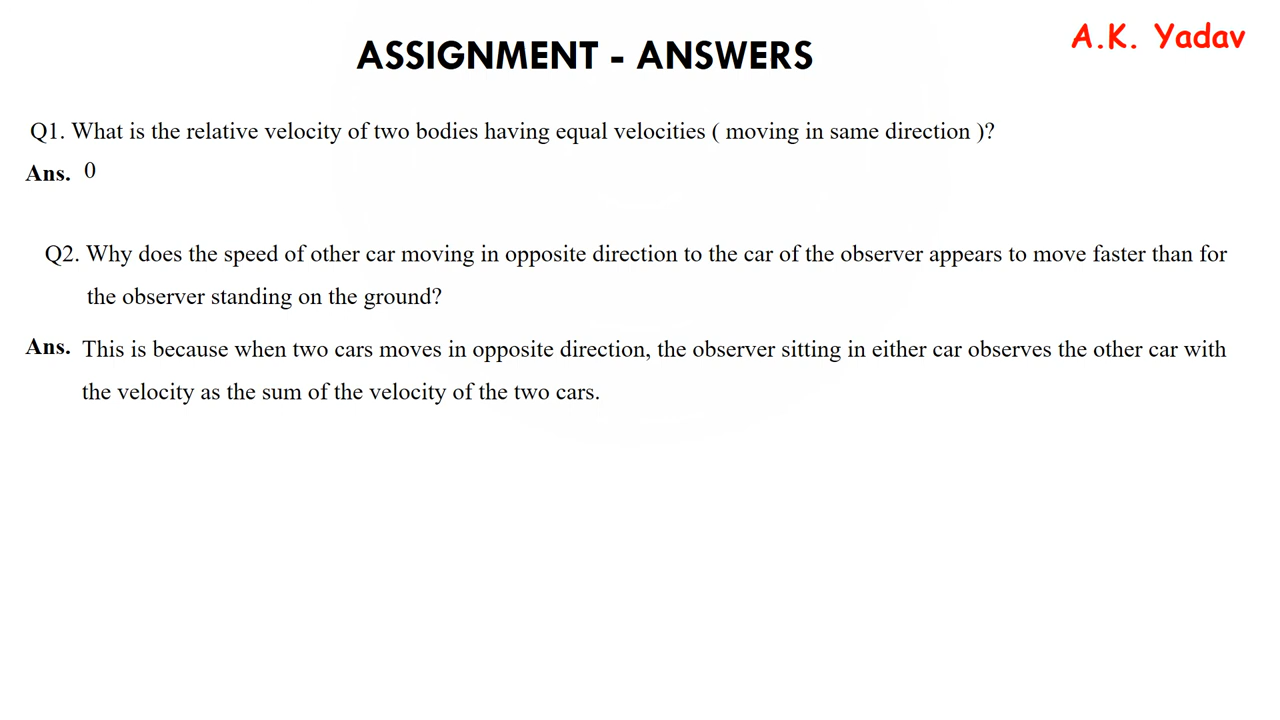 A.K. Yadav
ASSIGNMENT - ANSWERS
Q1. What is the relative velocity of two bodies having equal velocities ( moving in same direction )?
Ans. 0
Q2. Why does the speed of other car moving in opposite direction to the car of the observer appears to move faster than for
the observer standing on the ground?
Ans. This is because when two cars moves in opposite direction, the observer sitting in either car observes the other car with
the velocity as the sum of the velocity of the two cars.